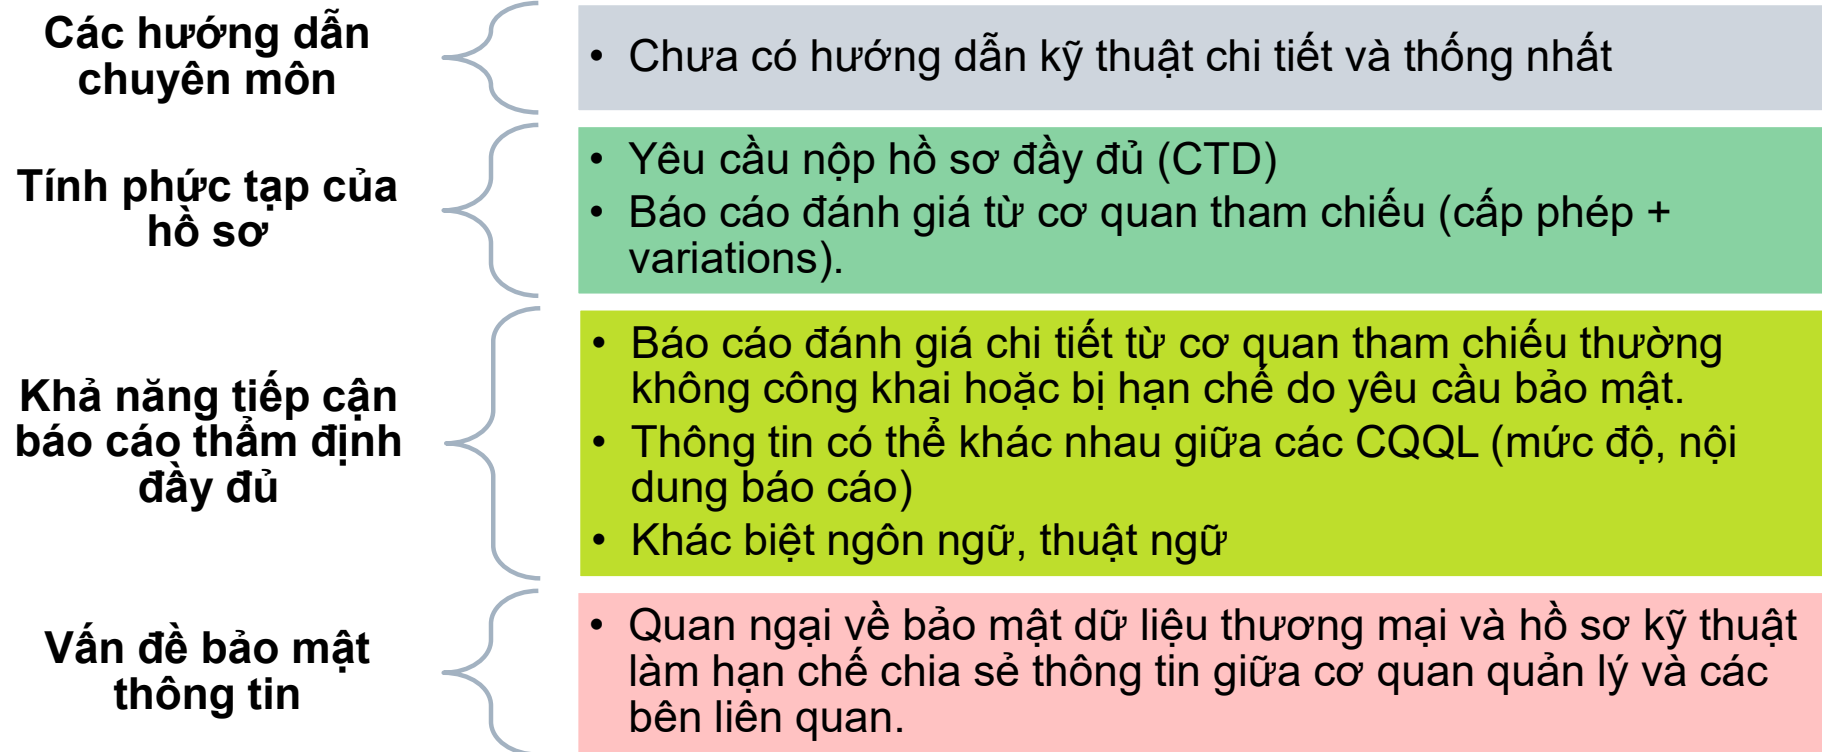 Các hướng dẫn
chuyên môn
• Chưa có hướng dẫn kỹ thuật chi tiết và thống nhất
Tính phức tạp của
hồ sơ
• Yêu cầu nộp hồ sơ đầy đủ (CTD)
• Báo cáo đánh giá từ cơ quan tham chiếu (cấp phép +
variations).
Khả năng tiếp cận
báo cáo thẩm định
đầy đủ
• Báo cáo đánh giá chi tiết từ cơ quan tham chiếu thường
không công khai hoặc bị hạn chế do yêu cầu bảo mật.
• Thông tin có thể khác nhau giữa các CQQL (mức độ, nội
dung báo cáo)
• Khác biệt ngôn ngữ, thuật ngữ
Vấn đề bảo mật
thông tin
• Quan ngại về bảo mật dữ liệu thương mại và hồ sơ kỹ thuật
làm hạn chế chia sẻ thông tin giữa cơ quan quản lý và các
bên liên quan.